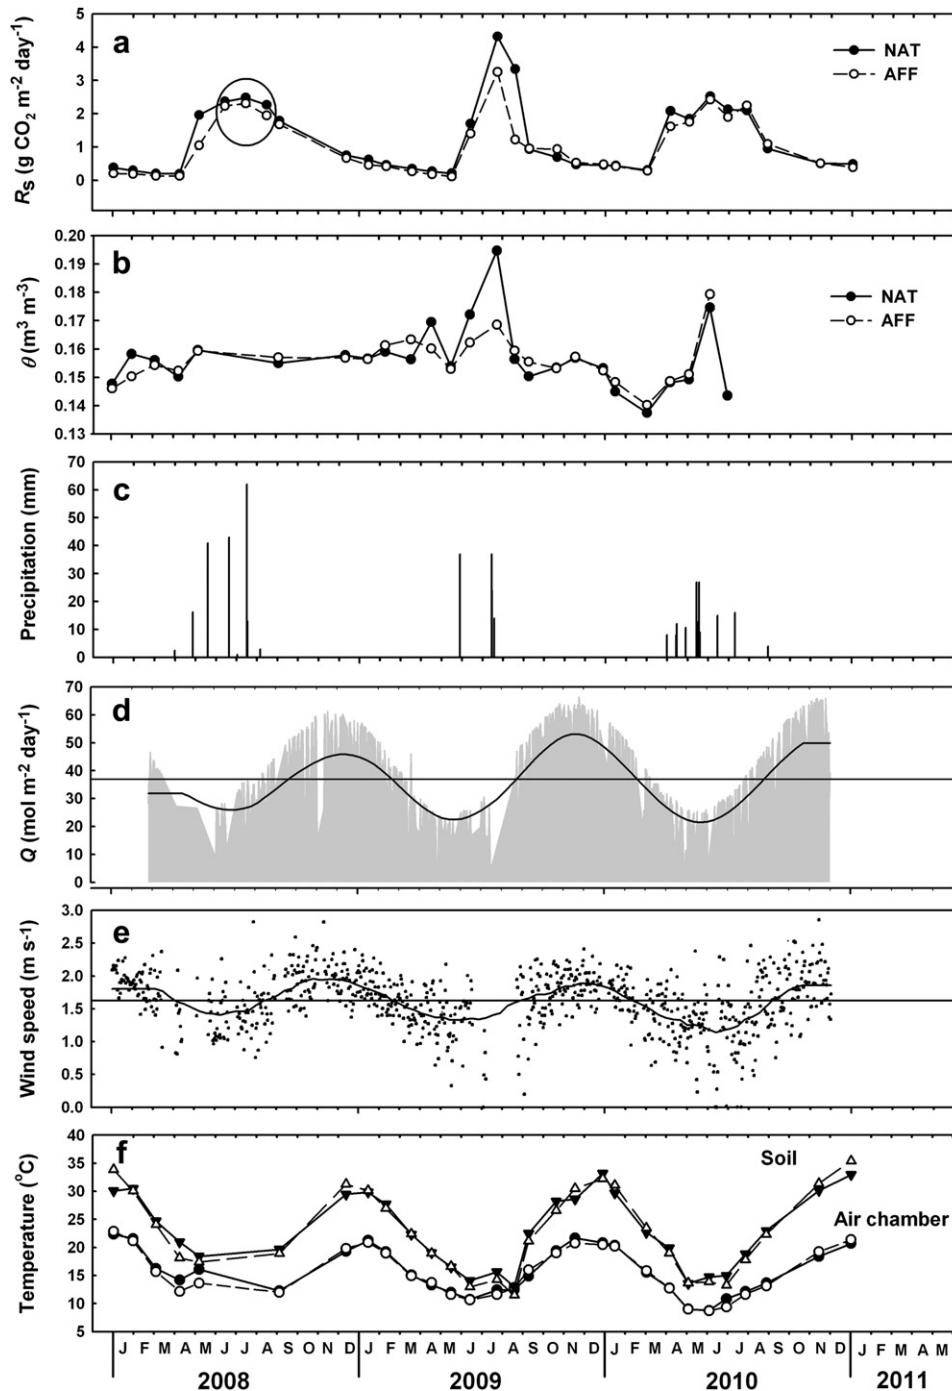 a
R_S (g CO₂ m⁻² day⁻¹)
5
4
3
2
1
0
NAT
AFF
b
θ (m³ m⁻³)
0.20
0.19
0.18
0.17
0.16
0.15
0.14
0.13
NAT
AFF
c
Precipitation (mm)
70
60
50
40
30
20
10
0
d
Q (mol m⁻² day⁻¹)
70
60
50
40
30
20
10
0
e
Wind speed (m s⁻¹)
3.0
2.5
2.0
1.5
1.0
0.5
0.0
f
Temperature (°C)
40
35
30
25
20
15
10
5
Soil
Air chamber
J F M A M J J A S O N D J F M A M J J A S O N D J F M A M J J A S O N D J F M A M
2008 2009 2010 2011